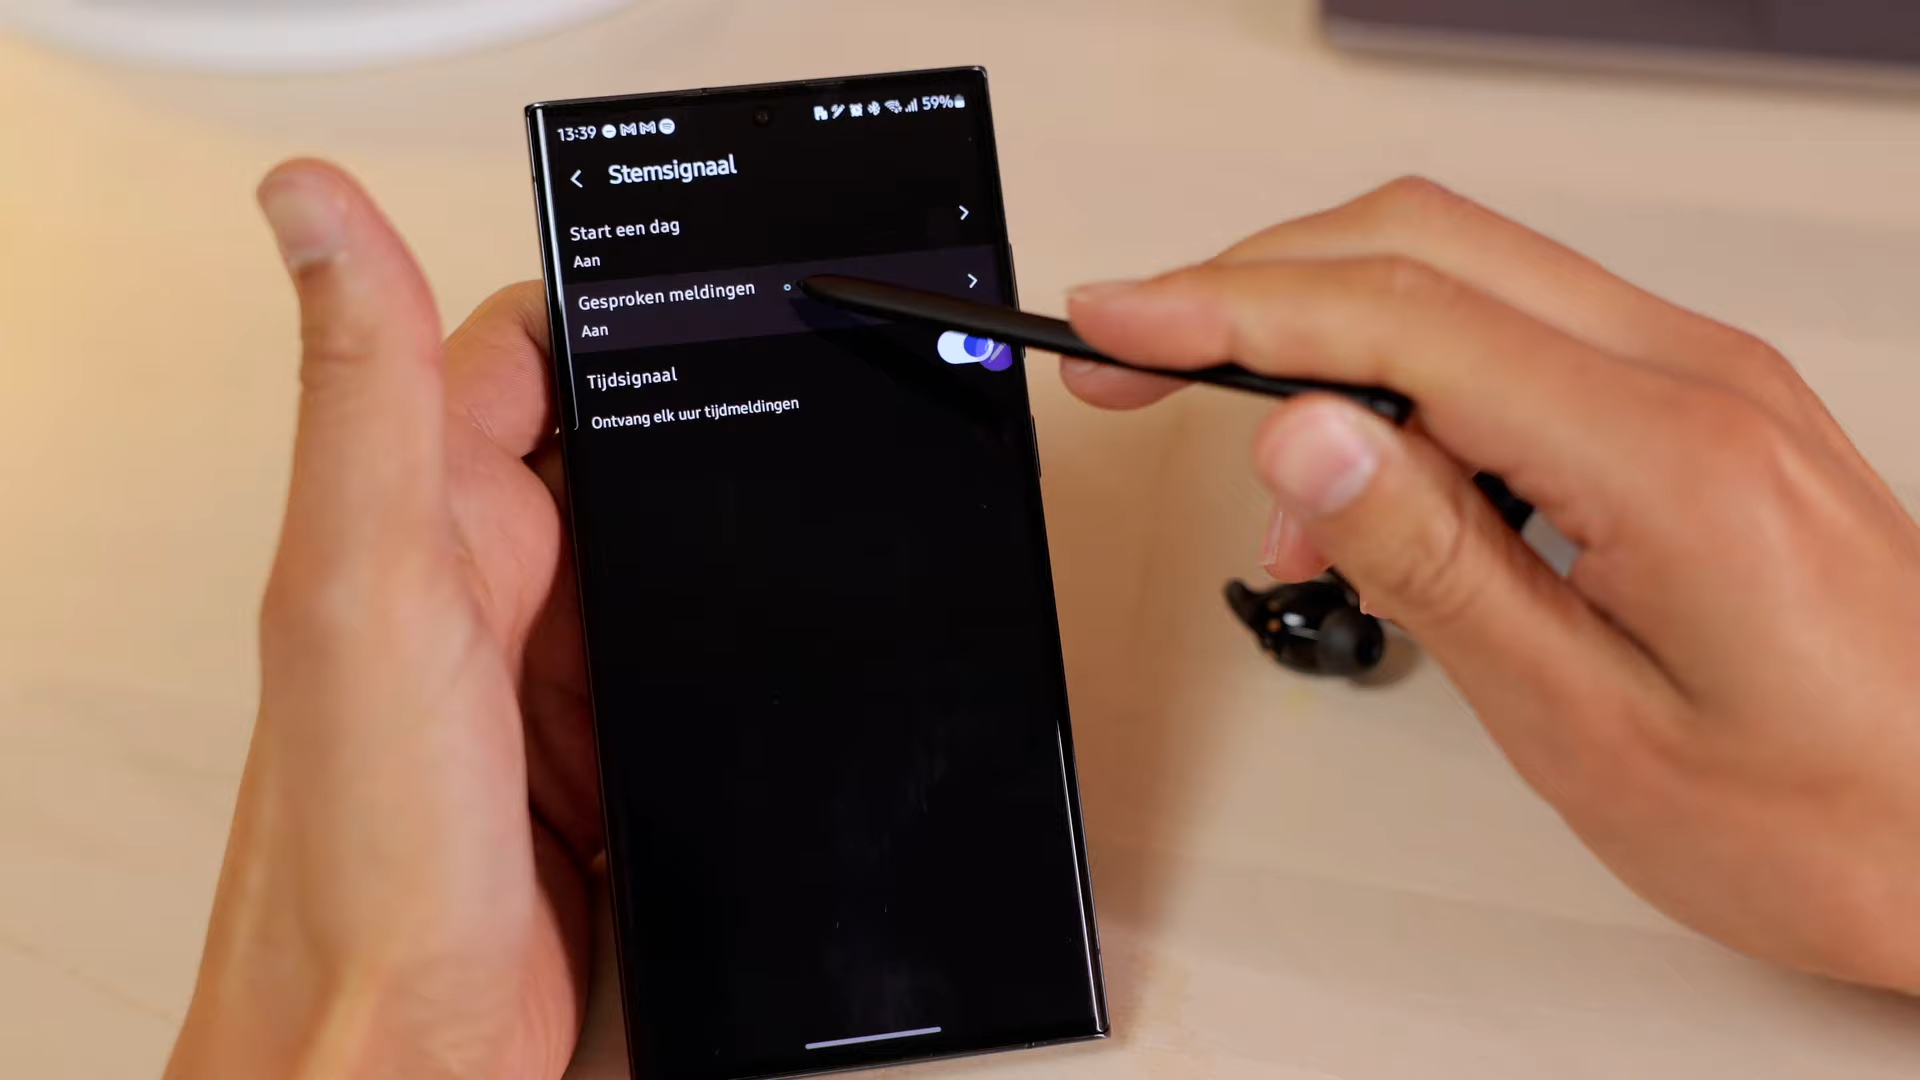 13:39 59%
Stemsignaal
Start een dag
Aan
Gesproken meldingen
Aan
Tijdsignaal
Ontvang elk uur tijdmeldingen